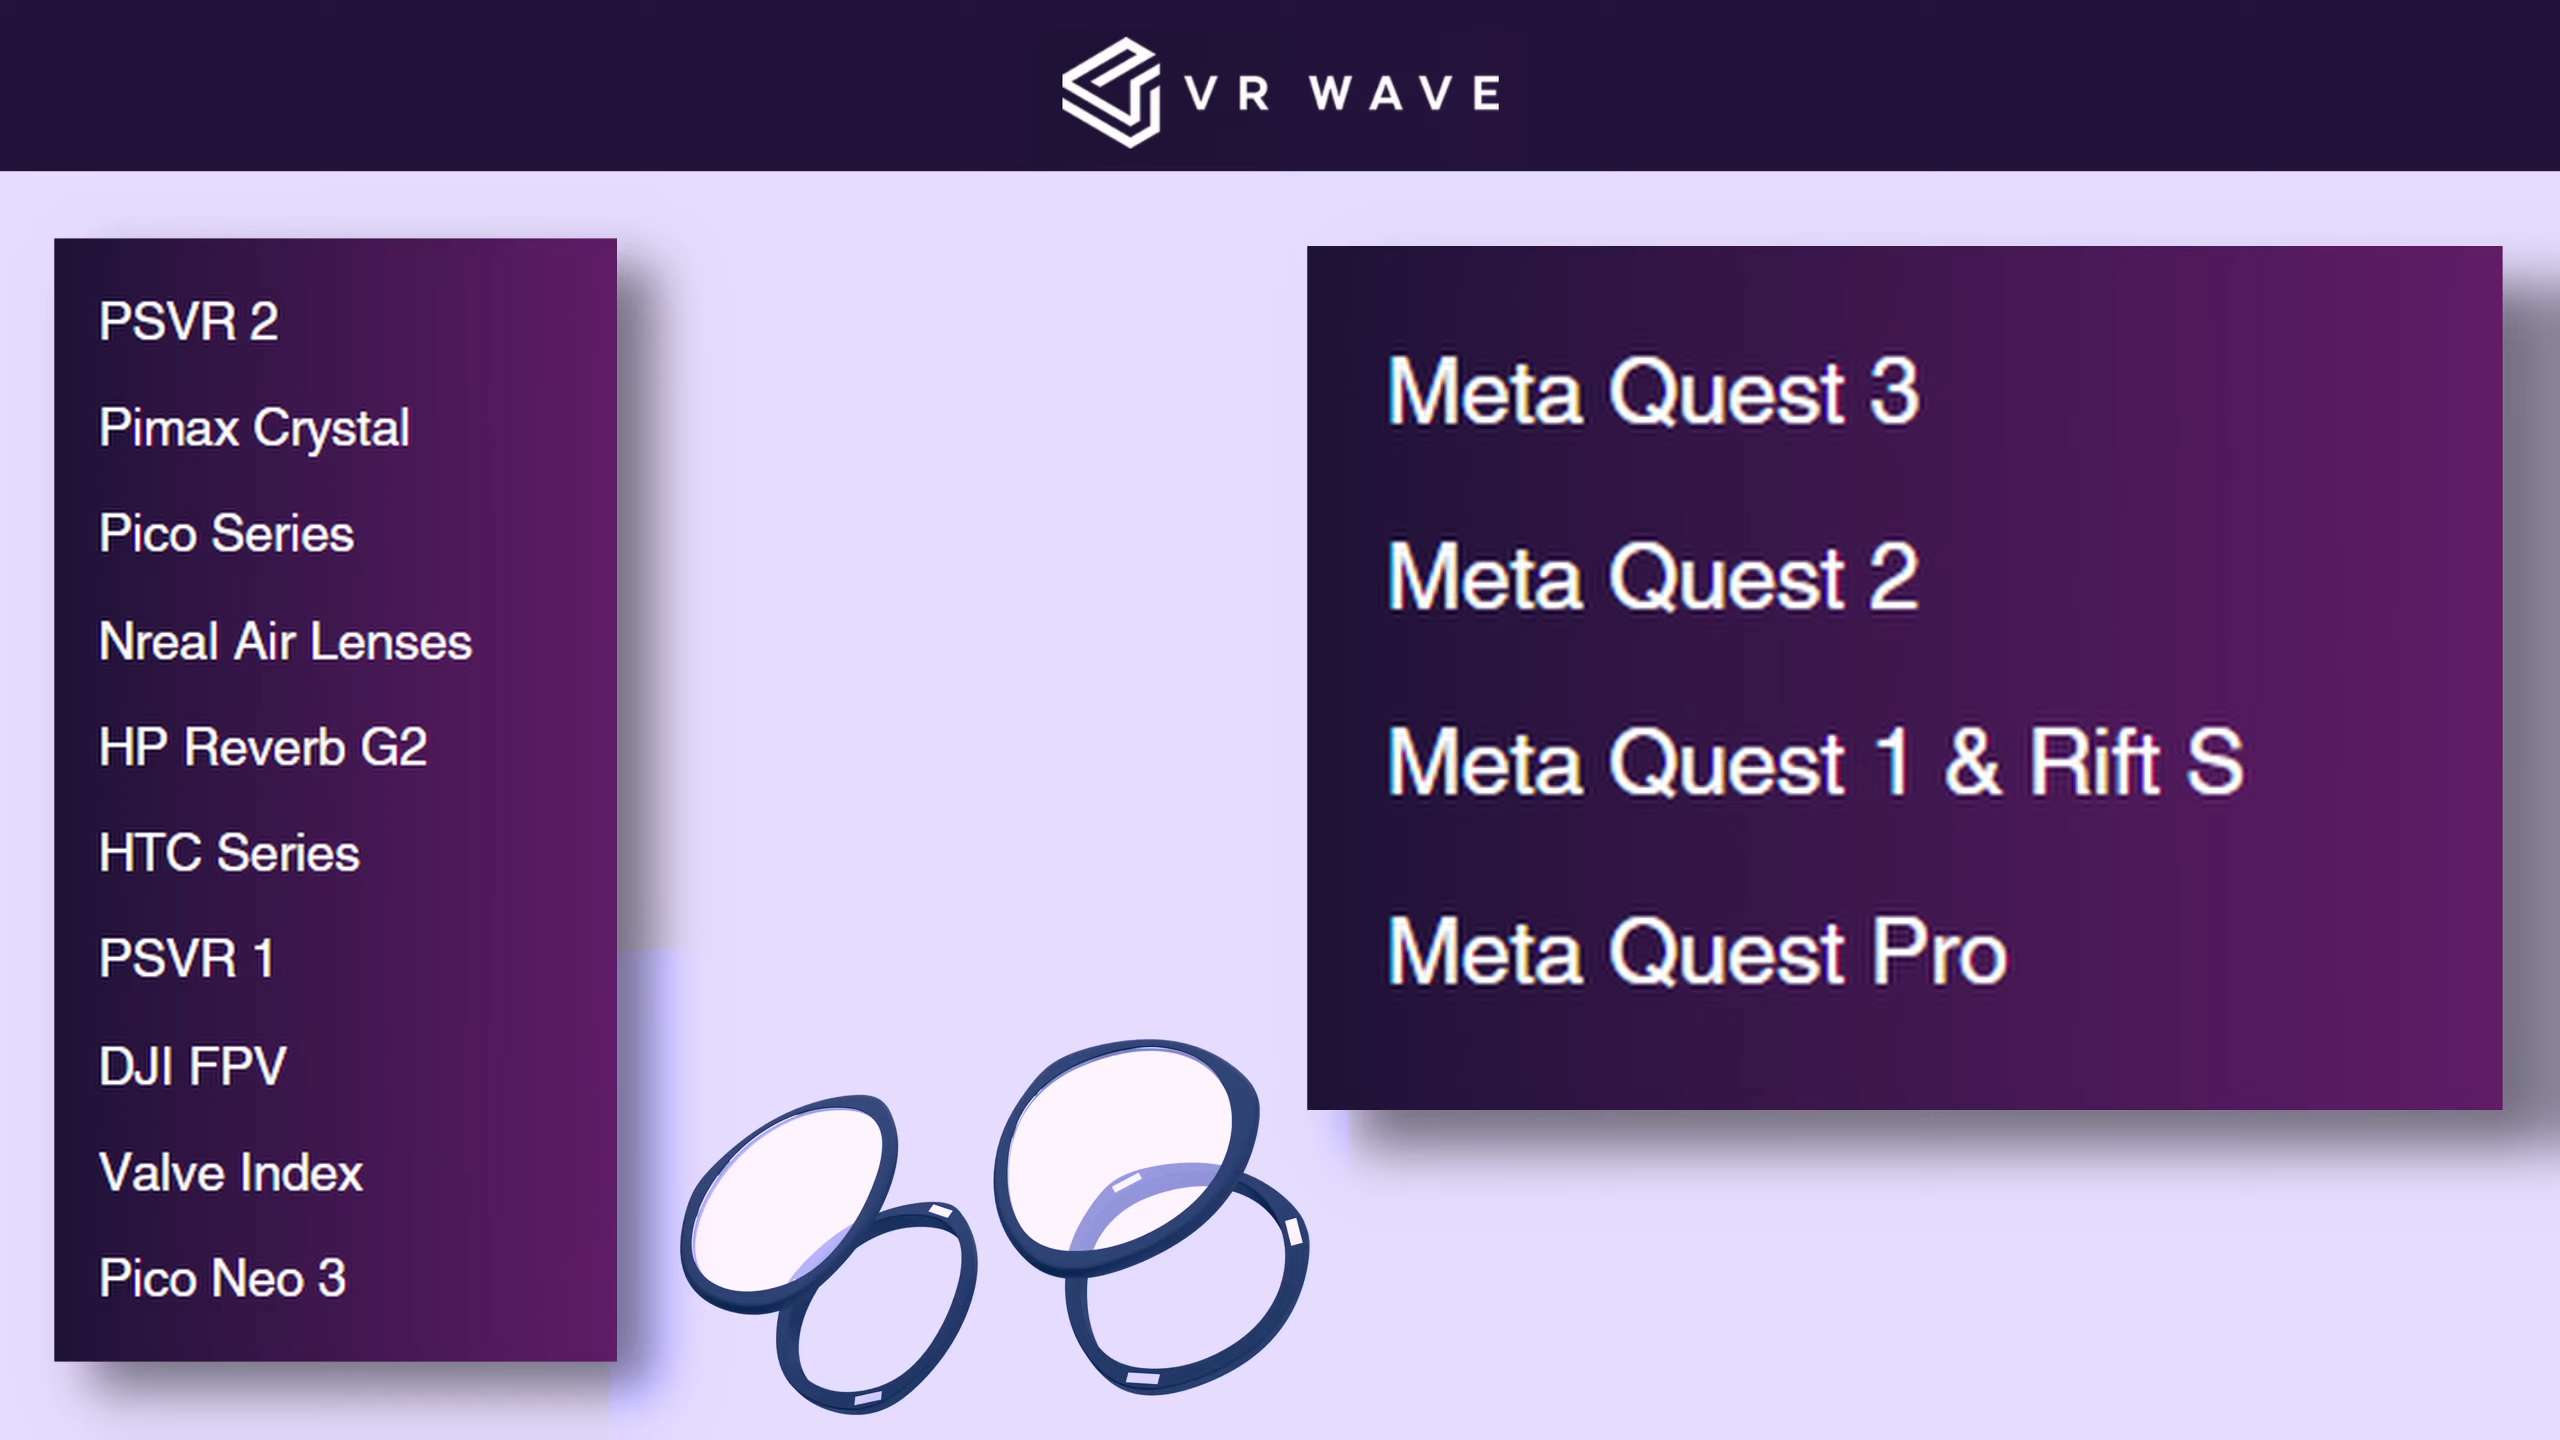 VR WAVE
PSVR 2
Pimax Crystal
Pico Series
Nreal Air Lenses
HP Reverb G2
HTC Series
PSVR 1
DJI FPV
Valve Index
Pico Neo 3
Meta Quest 3
Meta Quest 2
Meta Quest 1 & Rift S
Meta Quest Pro